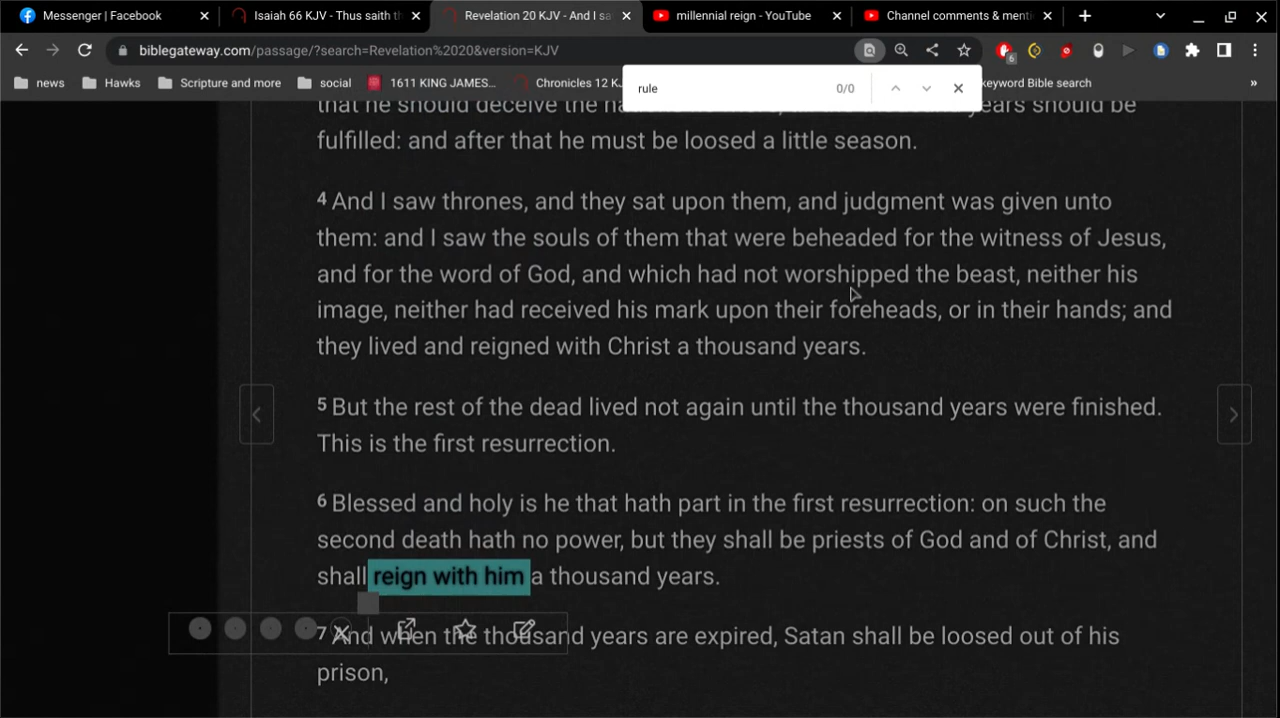 Messenger | Facebook
Isaiah 66 KJV - Thus saith th
Revelation 20 KJV - And I sa
millennial reign - YouTube
Channel comments & menti
biblegateway.com/passage/?search=Revelation%2020&version=KJV
6
news
Hawks
Scripture and more
social
1611 KING JAMES...
Chronicles 12 K
keyword Bible search
»
rule 0/0
that he should deceive the years should be
fulfilled: and after that he must be loosed a little season.
4 And I saw thrones, and they sat upon them, and judgment was given unto
them: and I saw the souls of them that were beheaded for the witness of Jesus,
and for the word of God, and which had not worshipped the beast, neither his
image, neither had received his mark upon their foreheads, or in their hands; and
they lived and reigned with Christ a thousand years.
5 But the rest of the dead lived not again until the thousand years were finished.
This is the first resurrection.
6 Blessed and holy is he that hath part in the first resurrection: on such the
second death hath no power, but they shall be priests of God and of Christ, and
shall reign with him a thousand years.
7 And when the thousand years are expired, Satan shall be loosed out of his
prison,